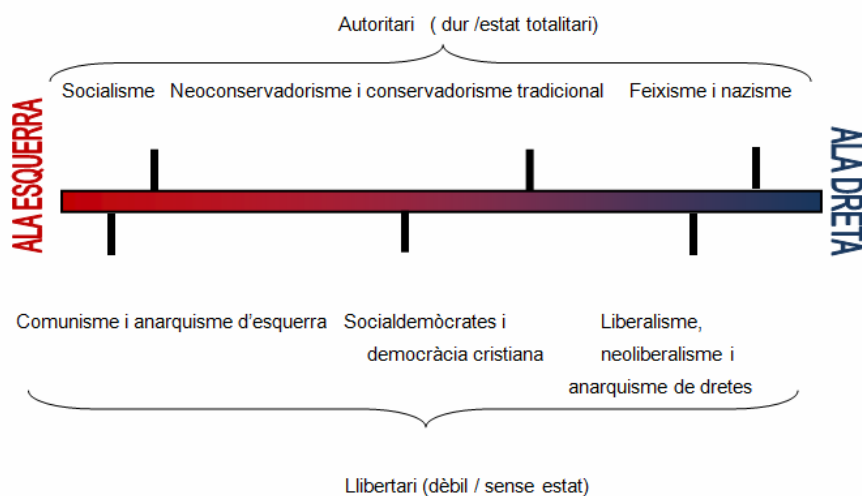 Autoritari ( dur /estat totalitari)
Socialisme
Neoconservadorisme i conservadorisme tradicional
Feixisme i nazisme
ALA ESQUERRA
ALA DRETA
Comunisme i anarquisme d'esquerra
Socialdemòcrates i
democràcia cristiana
Liberalisme,
neoliberalisme i
anarquisme de dretes
Llibertari (dèbil / sense estat)